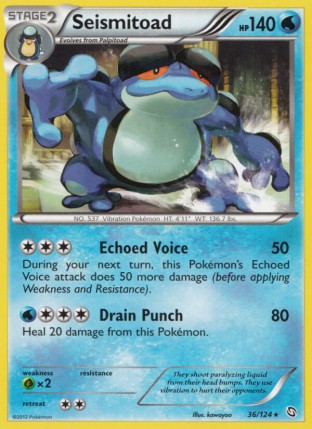 STAGE2
Seismitoad
HP140
Evolves from Palpitoad
NO. 537 Vibration Pokémon HT: 4'11" WT: 136.7 lbs.
Echoed Voice 50
During your next turn, this Pokémon's Echoed
Voice attack does 50 more damage (before applying
Weakness and Resistance).
Drain Punch 80
Heal 20 damage from this Pokémon.
weakness resistance
×2
retreat
They shoot paralyzing liquid
from their head bumps. They use
vibration to hurt their opponents.
©2012 Pokémon
Illus. kawayoo
36/124 ★